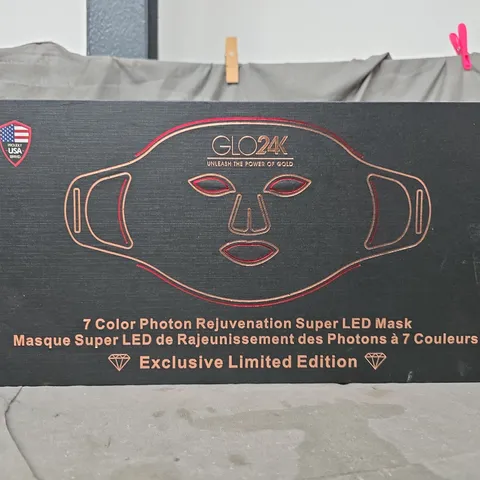 GLO24K
UNLEASH THE POWER OF GOLD
USA
7 Color Photon Rejuvenation Super LED Mask
Masque Super LED de Rajeunissement des Photons à 7 Couleurs
Exclusive Limited Edition